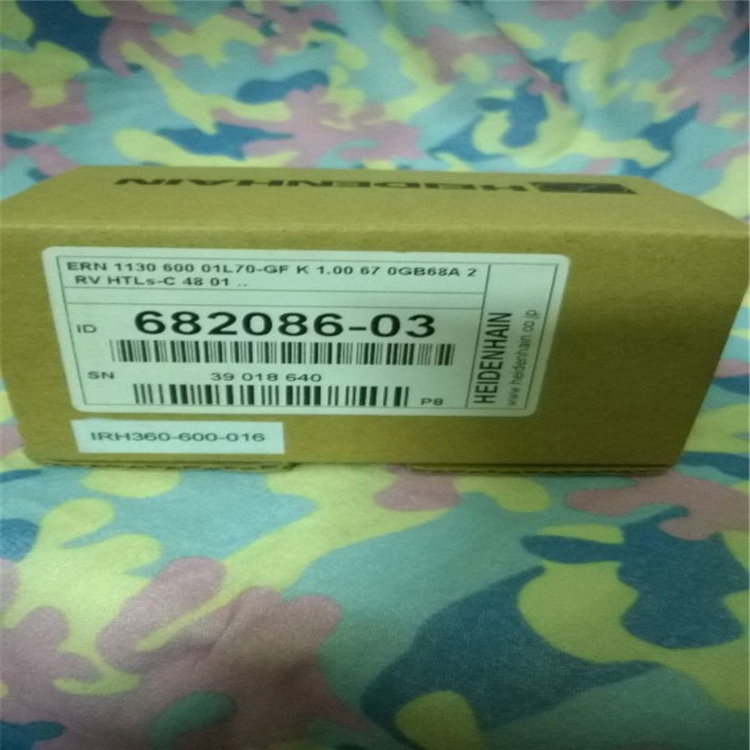 HEIDENHAIN
ERN 1130 600 01L70-GF K 1.00 67 0GB68A 2
RV HTLs-C 48 01 ..
ID 682086-03
SN 39 018 640
P8
HEIDENHAIN
www.heidenhain.co.jp
IRH360-600-016